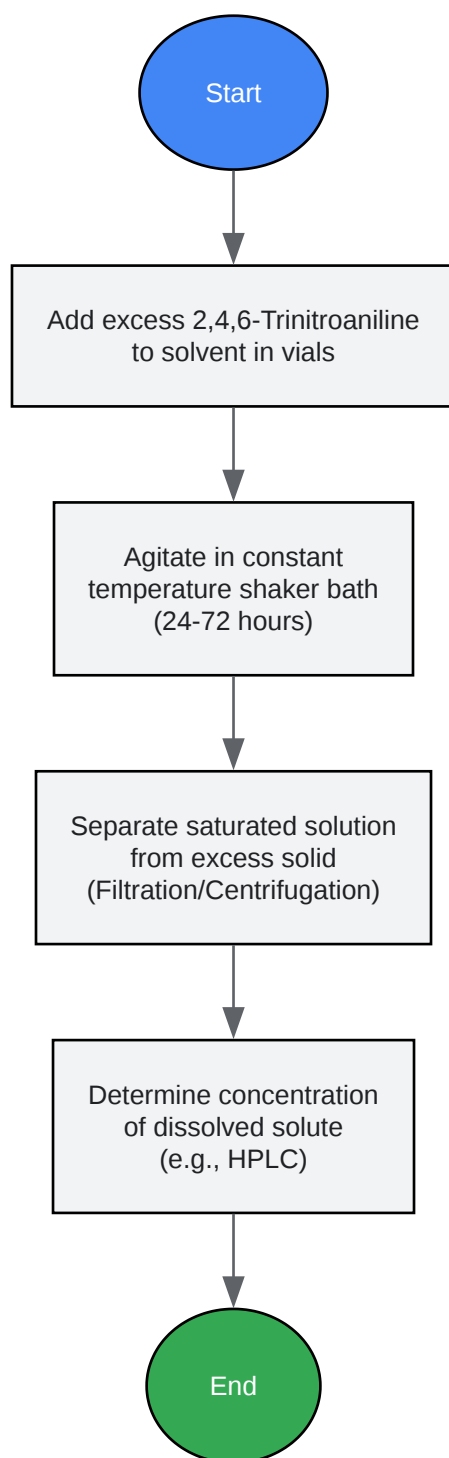 Start
Add excess 2,4,6-Trinitroaniline
to solvent in vials
Agitate in constant
temperature shaker bath
(24-72 hours)
Separate saturated solution
from excess solid
(Filtration/Centrifugation)
Determine concentration
of dissolved solute
(e.g., HPLC)
End